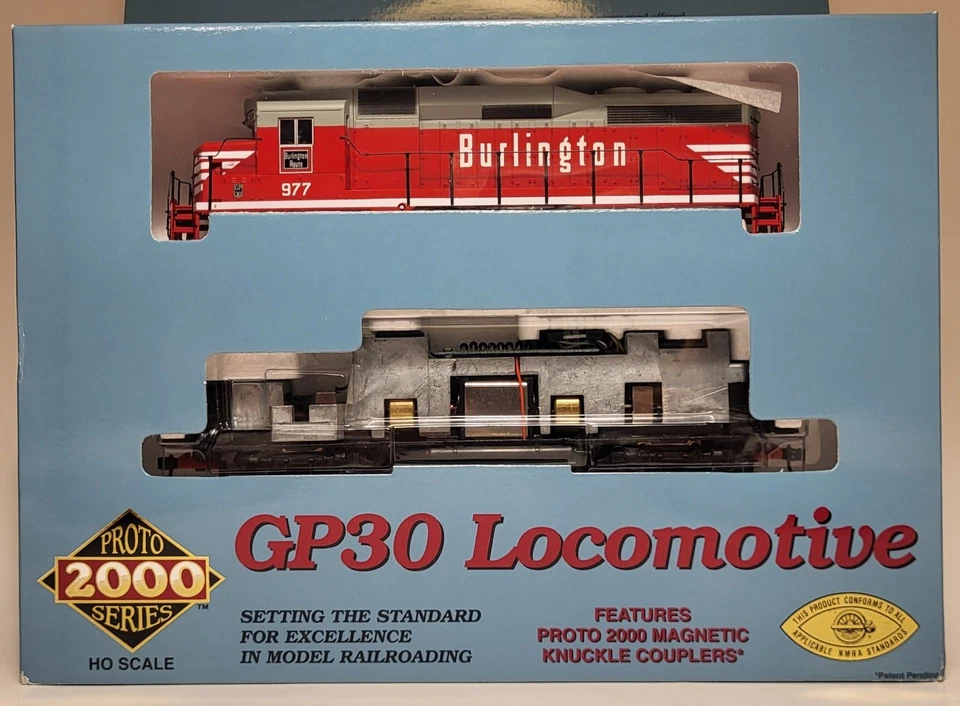 Burlington
Burlington
Route
977
PROTO
2000
SERIES™
HO SCALE
GP30 Locomotive
SETTING THE STANDARD
FOR EXCELLENCE
IN MODEL RAILROADING
FEATURES
PROTO 2000 MAGNETIC
KNUCKLE COUPLERS*
THIS PRODUCT CONFORMS TO ALL
APPLICABLE NMRA STANDARDS
*Patent Pending